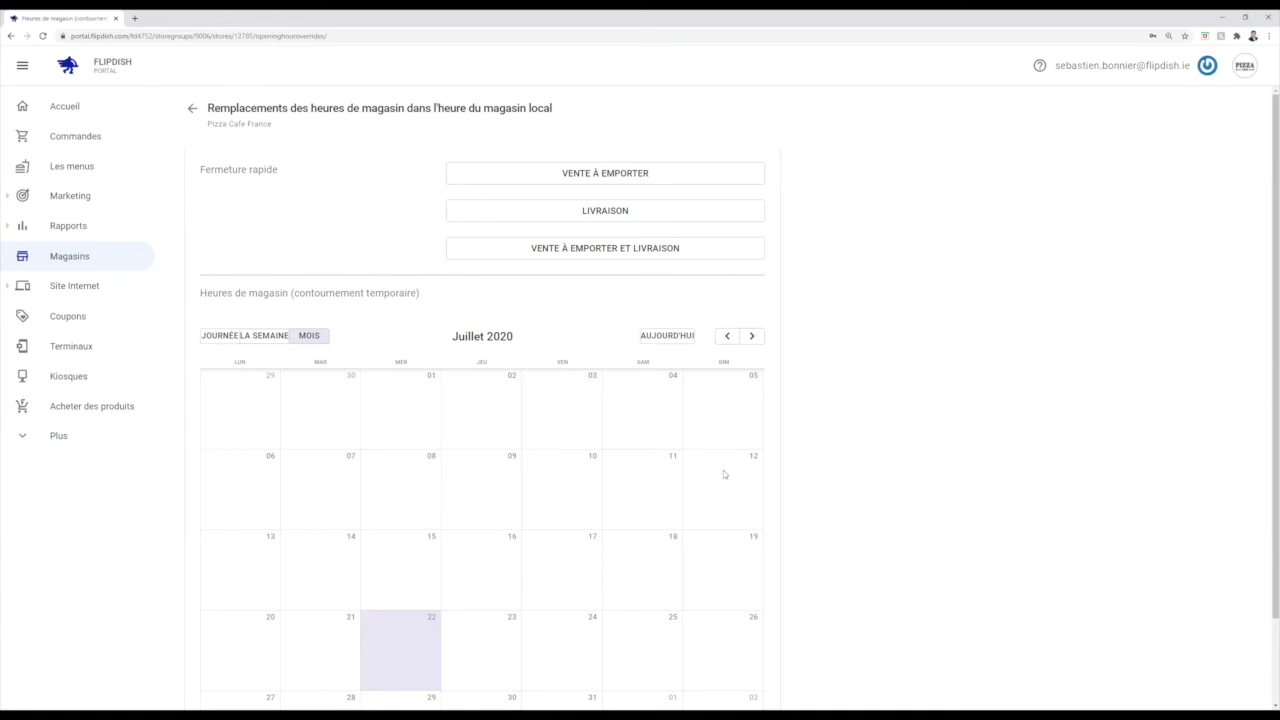 Heures de magasin (contournem
portal.flipdish.com/fd4752/storegroups/9006/stores/12785/openinghouroverrides/
FLIPDISH
PORTAL
sebastien.bonnier@flipdish.ie
PIZZA
Accueil
Commandes
Les menus
Marketing
Rapports
Magasins
Site Internet
Coupons
Terminaux
Kiosques
Acheter des produits
Plus
Remplacements des heures de magasin dans l'heure du magasin local
Pizza Cafe France
Fermeture rapide
VENTE À EMPORTER
LIVRAISON
VENTE À EMPORTER ET LIVRAISON
Heures de magasin (contournement temporaire)
JOURNÉE LA SEMAINE MOIS
Juillet 2020
AUJOURD'HUI
LUN MAR MER JEU VEN SAM DIM
29 30 01 02 03 04 05
06 07 08 09 10 11 12
13 14 15 16 17 18 19
20 21 22 23 24 25 26
27 28 29 30 31 01 02